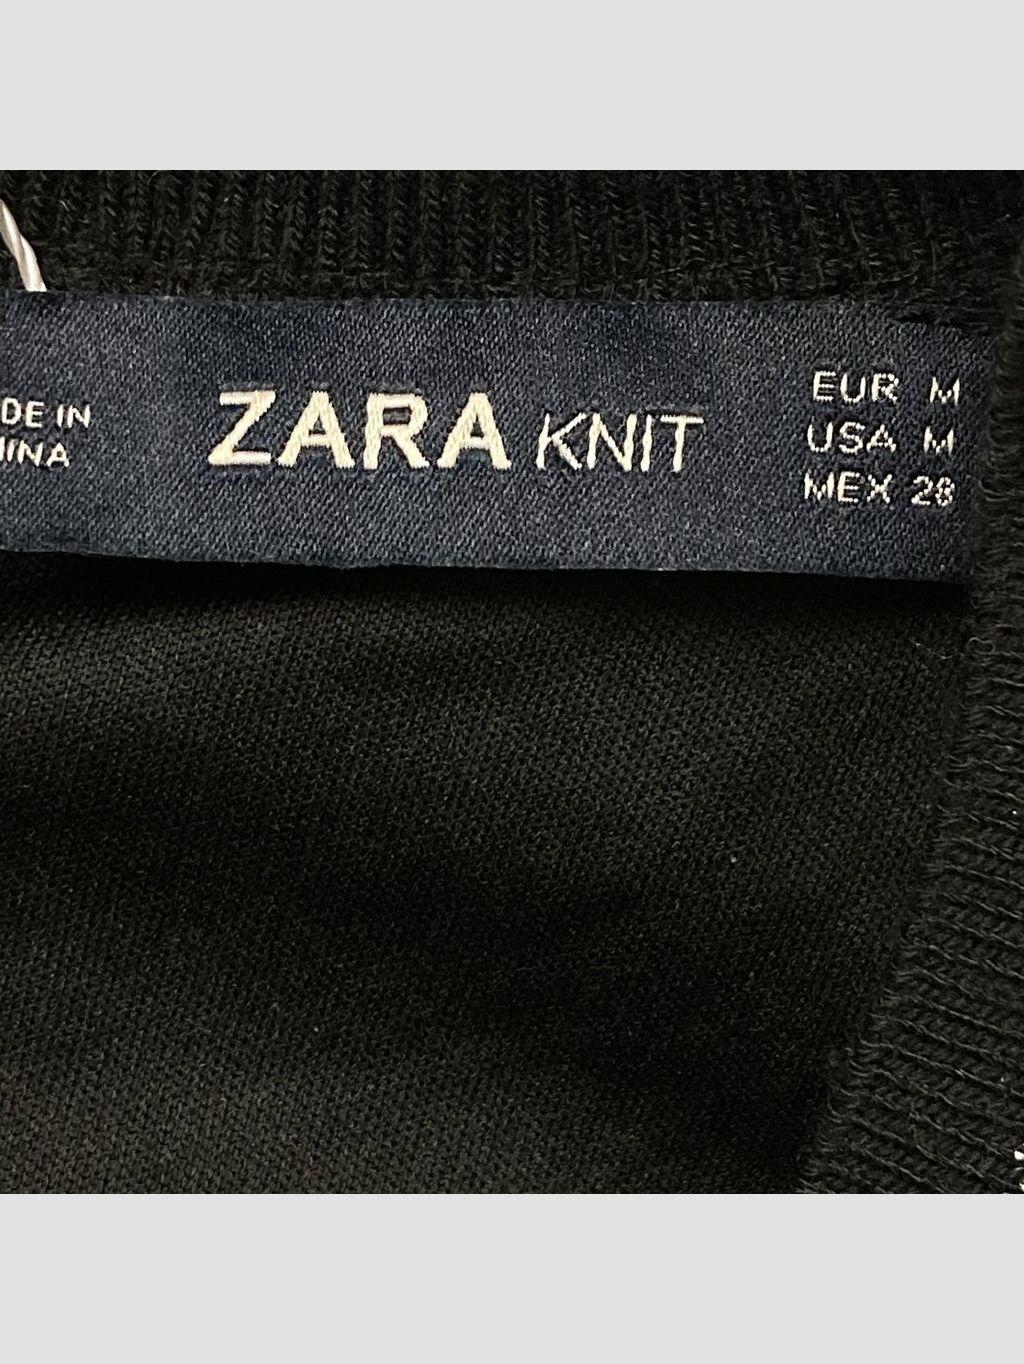 DE IN
INA
ZARA KNIT
EUR M
USA M
MEX 28